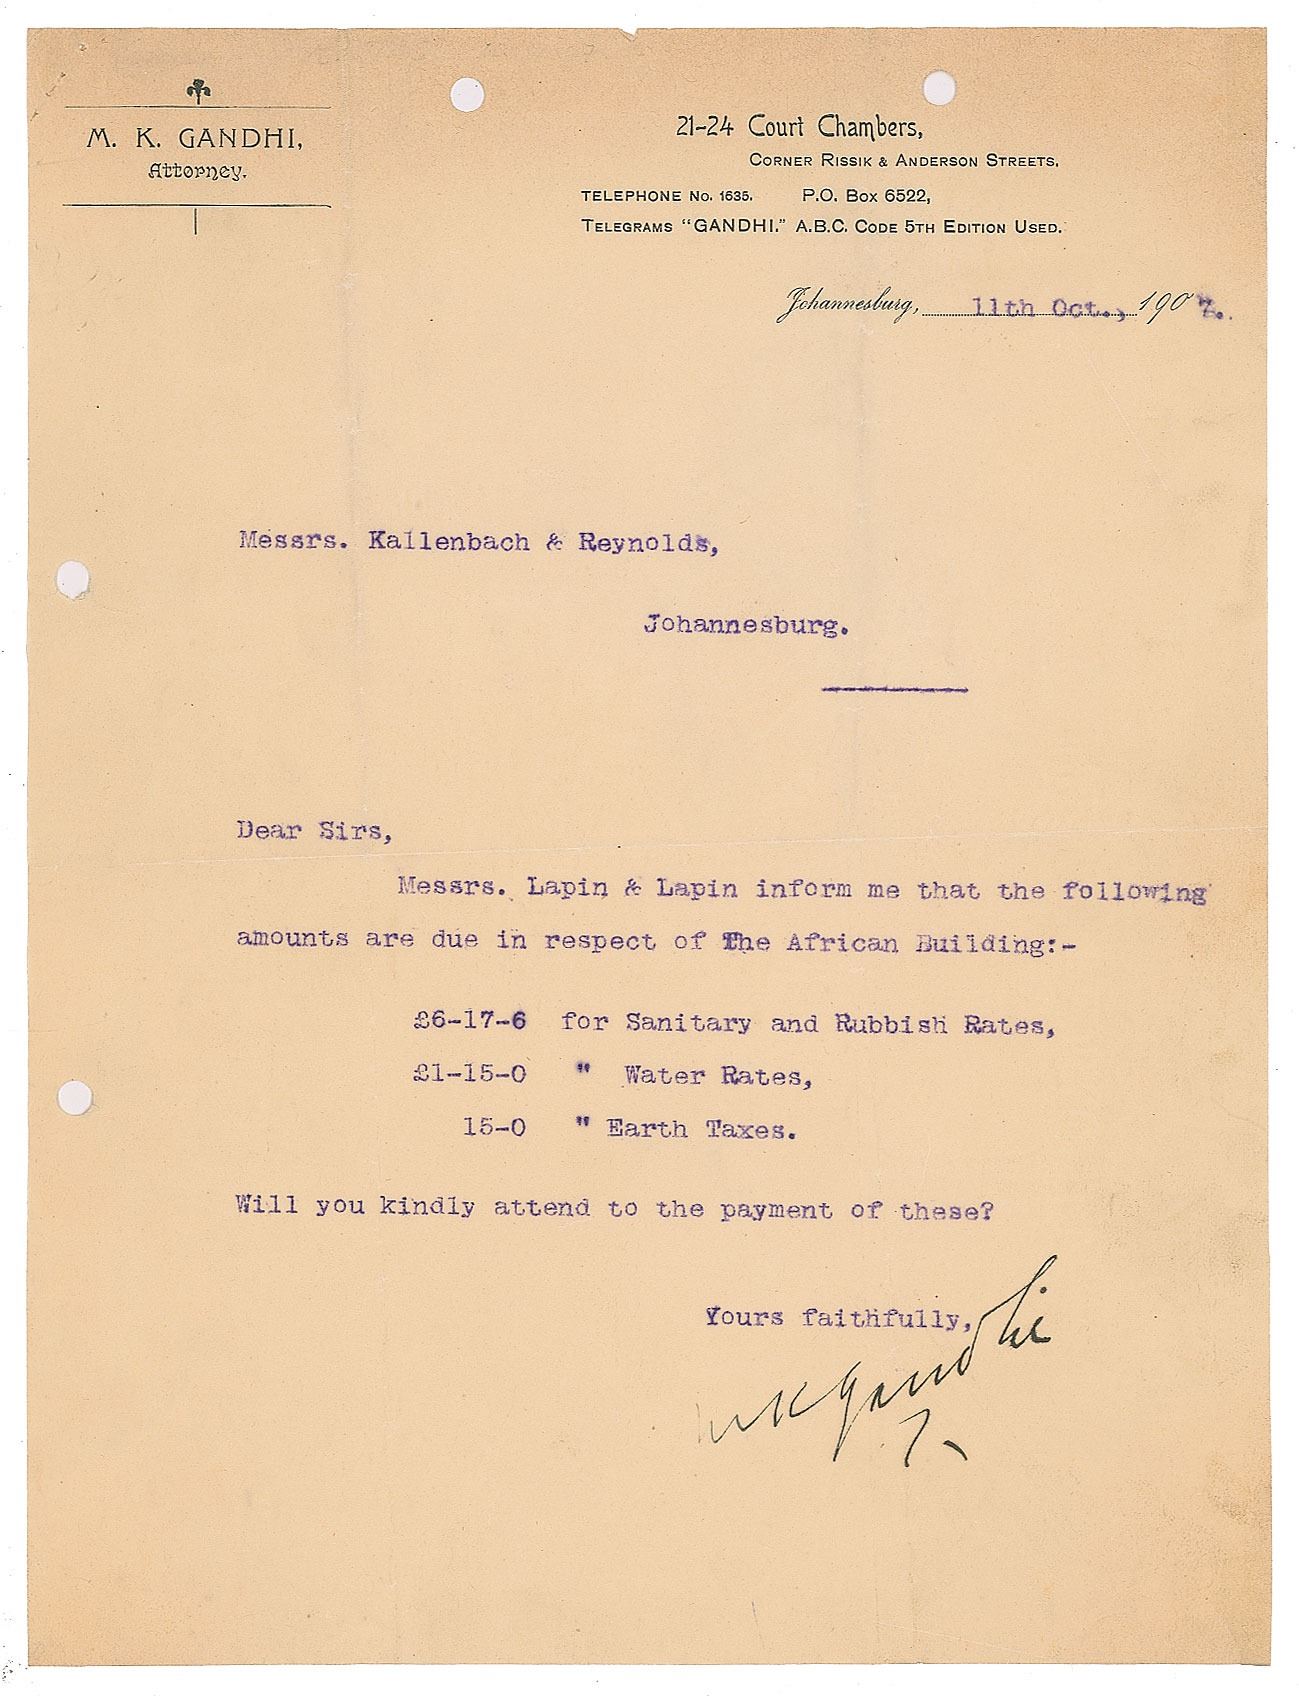 M. K. GANDHI,
Attorney.
21-24 Court Chambers,
CORNER RISSIK & ANDERSON STREETS.
TELEPHONE No. 1635. P.O. Box 6522,
TELEGRAMS "GANDHI." A.B.C. CODE 5TH EDITION USED.
Johannesburg, 11th Oct., 1907.
Messrs. Kallenbach & Reynolds,
Johannesburg.
Dear Sirs,
Messrs. Lapin & Lapin inform me that the following
amounts are due in respect of The African Building:-
£6-17-6 for Sanitary and Rubbish Rates,
£1-15-0 " Water Rates,
15-0 " Earth Taxes.
Will you kindly attend to the payment of these?
Yours faithfully,
MKGandhi